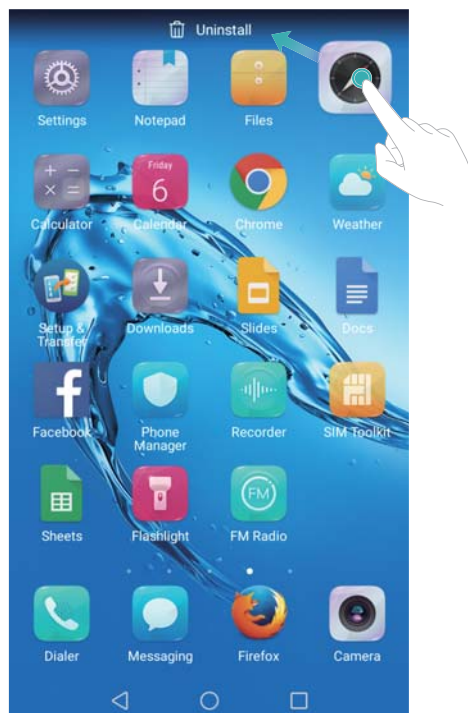 Uninstall
Settings Notepad Files
Friday
6
Calculator Calendar Chrome Weather
Setup &
Transfer
Downloads Slides Docs
Facebook Phone
Manager
Recorder SIM Toolkit
FM
Sheets Flashlight FM Radio
Dialer Messaging Firefox Camera